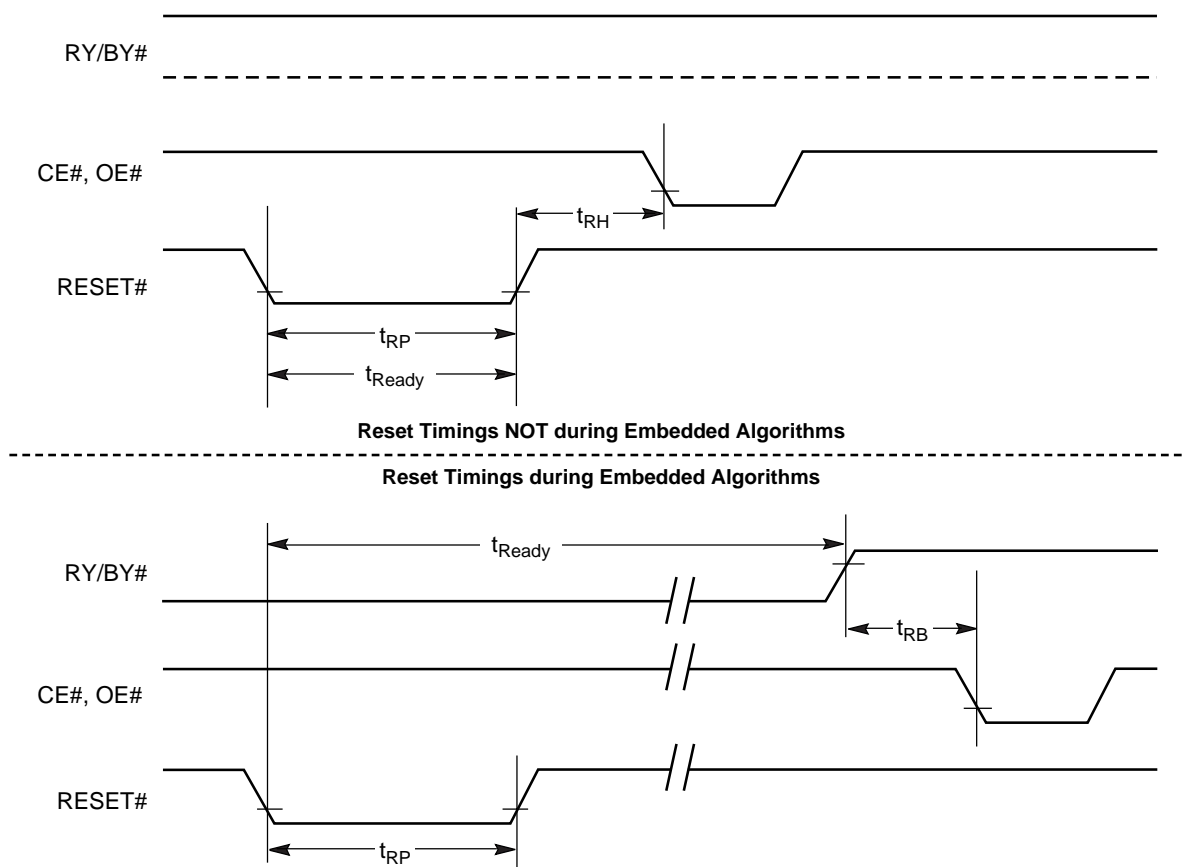 RY/BY#
CE#, OE#
tRH
RESET#
tRP
tReady
Reset Timings NOT during Embedded Algorithms
Reset Timings during Embedded Algorithms
tReady
RY/BY#
tRB
CE#, OE#
RESET#
tRP